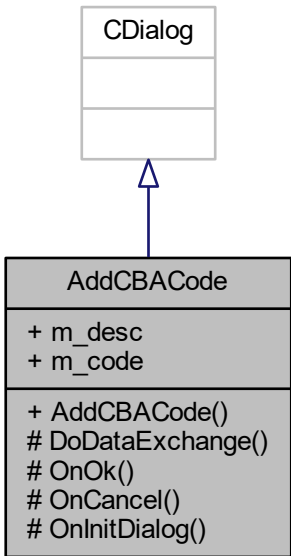 CDialog
AddCBACode
+ m_desc
+ m_code
+ AddCBACode()
# DoDataExchange()
# OnOk()
# OnCancel()
# OnInitDialog()